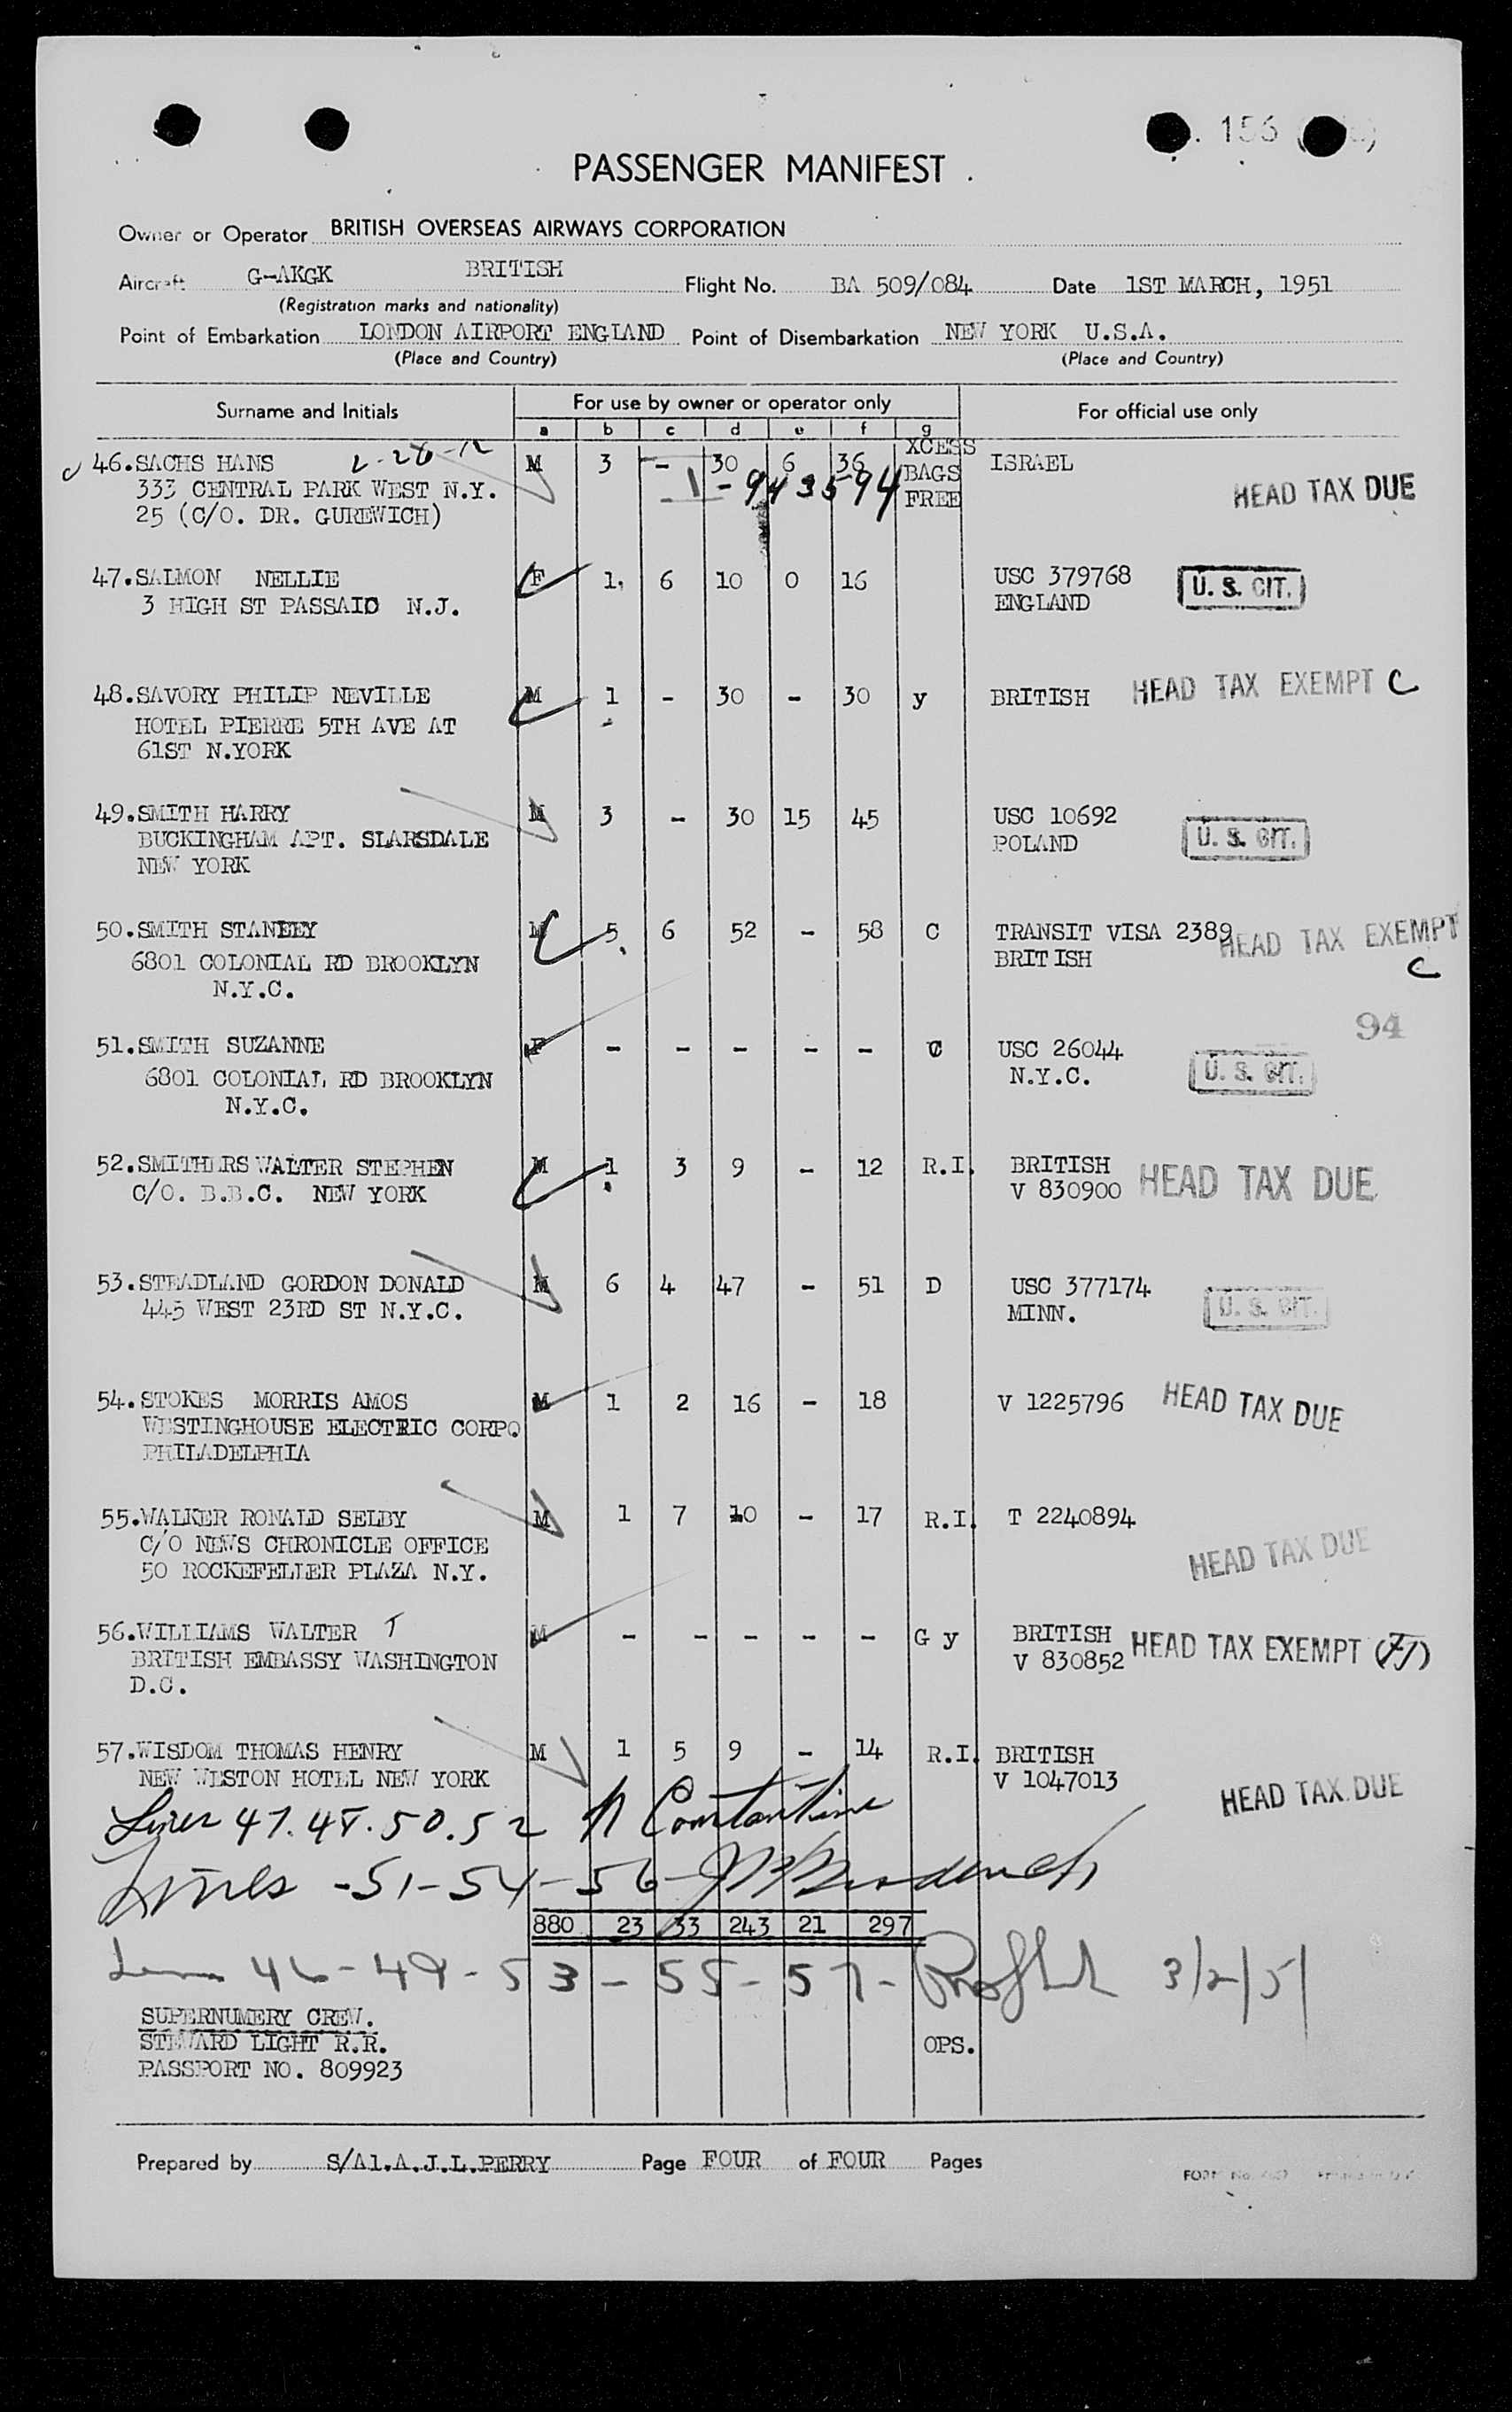 . 156 (
PASSENGER MANIFEST
Owner or Operator BRITISH OVERSEAS AIRWAYS CORPORATION
Aircraft G-AKGK BRITISH Flight No. BA 509/084 Date 1ST MARCH, 1951
(Registration marks and nationality)
Point of Embarkation LONDON AIRPORT ENGLAND Point of Disembarkation NEW YORK U.S.A.
(Place and Country) (Place and Country)
Surname and Initials For use by owner or operator only For official use only
a b c d e f g
46. SACHS HANS 2-28-12 M 3 - 30 6 36 XCESS ISRAEL
333 CENTRAL PARK WEST N.Y. 1-943594 BAGS HEAD TAX DUE
25 (C/O. DR. GUREWICH) FREE
47. SALMON NELLIE F 1, 6 10 0 16 USC 379768 U. S. CIT.
3 HIGH ST PASSAIC N.J. ENGLAND
48. SAVORY PHILIP NEVILLE M 1 - 30 - 30 y BRITISH HEAD TAX EXEMPT C
HOTEL PIERRE 5TH AVE AT
61ST N.YORK
49. SMITH HARRY M 3 - 30 15 45 USC 10692
BUCKINGHAM APT. SLARSDALE POLAND U. S. CIT.
NEW YORK
50. SMITH STANLEY M 5 6 52 - 58 C TRANSIT VISA 2389 HEAD TAX EXEMPT
6801 COLONIAL RD BROOKLYN BRITISH C
N.Y.C.
94
51. SMITH SUZANNE F - - - - - C USC 26044
6801 COLONIAL RD BROOKLYN N.Y.C. U. S. CIT.
N.Y.C.
52. SMITHERS WALTER STEPHEN M 1 3 9 - 12 R.I. BRITISH HEAD TAX DUE
C/O. B.B.C. NEW YORK V 830900
53. STEADLAND GORDON DONALD M 6 4 47 - 51 D USC 377174
445 WEST 23RD ST N.Y.C. MINN. U. S. CIT.
54. STOKES MORRIS AMOS M 1 2 16 - 18 V 1225796 HEAD TAX DUE
WESTINGHOUSE ELECTRIC CORPO
PHILADELPHIA
55. WALKER RONALD SELBY M 1 7 10 - 17 R.I. T 2240894
C/O NEWS CHRONICLE OFFICE HEAD TAX DUE
50 ROCKEFELLER PLAZA N.Y.
56. WILLIAMS WALTER T M - - - - - G y BRITISH HEAD TAX EXEMPT
BRITISH EMBASSY WASHINGTON V 830852
D.C.
57. WISDOM THOMAS HENRY M 1 5 9 - 14 R.I. BRITISH
NEW WESTON HOTEL NEW YORK V 1047013 HEAD TAX DUE
Lines 47. 48. 50. 52 N Constantine
Lines -51-54-56-
880 23 33 243 21 297
Lines 46-49-53-55-57- 3/2/51
SUPERNUMERY CREW.
STEWARD LIGHT R.R. OPS.
PASSPORT NO. 809923
Prepared by S/A1.A.J.L.PERRY Page FOUR of FOUR Pages